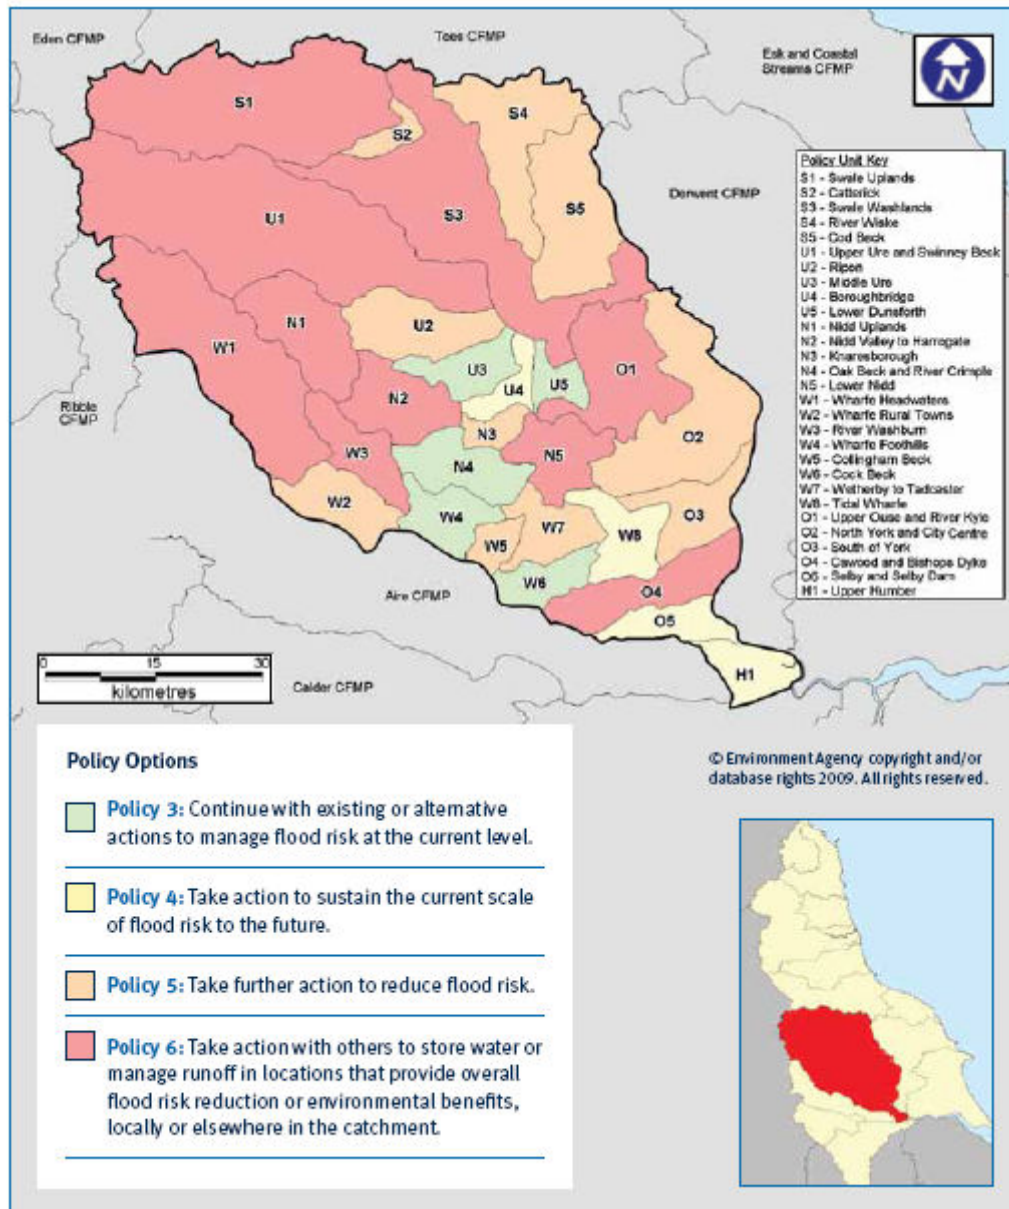 Eden CFMP
Tees CFMP
Esk and Coastal
Streams CFMP
N
S1
S2
S4
S3
S5
U1
Derwent CFMP
Policy Unit Key
S1 - Swale Uplands
S2 - Catterick
S3 - Swale Washlands
S4 - River Wiske
S5 - Cod Beck
U1 - Upper Ure and Swinney Beck
U2 - Ripon
U3 - Middle Ure
U4 - Boroughbridge
U5 - Lower Dunsforth
N1 - Nidd Uplands
N2 - Nidd Valley to Harrogate
N3 - Knaresborough
N4 - Oak Beck and River Crimple
N5 - Lower Nidd
W1 - Wharfe Headwaters
W2 - Wharfe Rural Towns
W3 - River Washburn
W4 - Wharfe Foothills
W5 - Collingham Beck
W6 - Cock Beck
W7 - Wetherby to Tadcaster
W8 - Tidal Wharfe
O1 - Upper Ouse and River Kyle
O2 - North York and City Centre
O3 - South of York
O4 - Cawood and Bishops Dyke
O5 - Selby and Selby Dam
H1 - Upper Humber
W1
N1
U2
U3
U4
U5
O1
Ribble
CFMP
N2
N3
O2
W3
N4
N5
W2
W4
W5
W7
W8
O3
W6
Aire CFMP
O4
O5
H1
0 15 30
kilometres
Calder CFMP
Policy Options
Policy 3: Continue with existing or alternative
actions to manage flood risk at the current level.
Policy 4: Take action to sustain the current scale
of flood risk to the future.
Policy 5: Take further action to reduce flood risk.
Policy 6: Take action with others to store water or
manage runoff in locations that provide overall
flood risk reduction or environmental benefits,
locally or elsewhere in the catchment.
© Environment Agency copyright and/or
database rights 2009. All rights reserved.